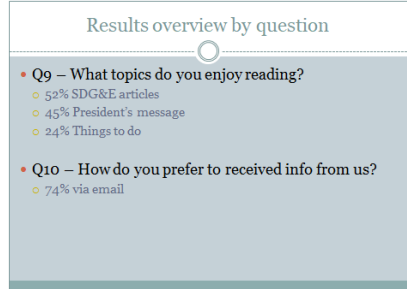 Results overview by question
• Q9 – What topics do you enjoy reading?
○ 52% SDG&E articles
○ 45% President's message
○ 24% Things to do
• Q10 – How do you prefer to received info from us?
○ 74% via email